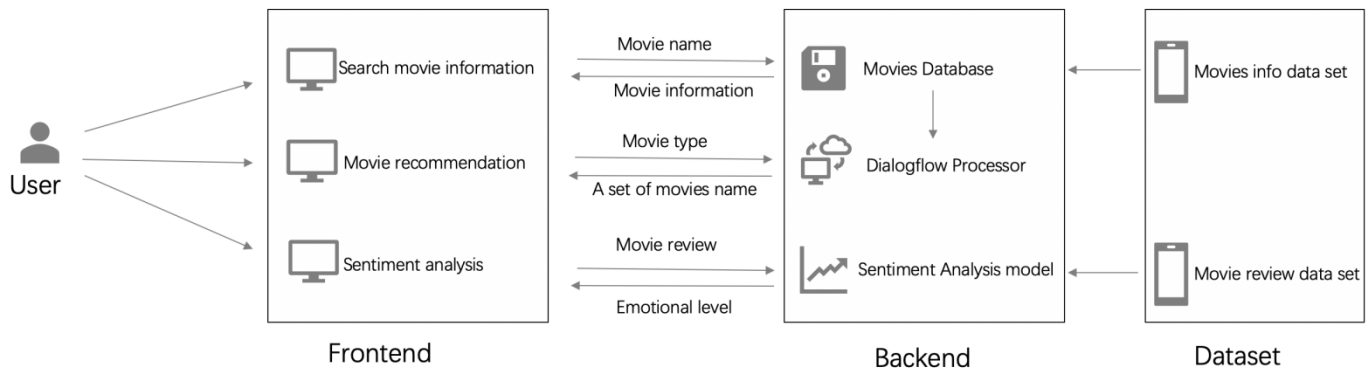 User
Search movie information
Movie recommendation
Sentiment analysis
Frontend
Movie name
Movie information
Movie type
A set of movies name
Movie review
Emotional level
Movies Database
Dialogflow Processor
Sentiment Analysis model
Backend
Movies info data set
Movie review data set
Dataset